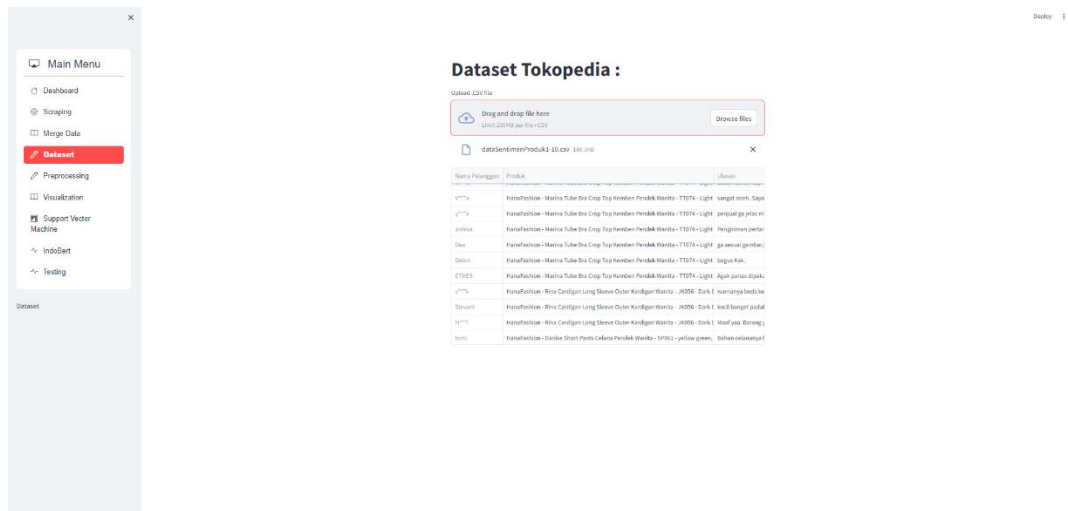 Deploy
Main Menu
Dashboard
Scraping
Merge Data
Dataset
Preprocessing
Visualization
Support Vector
Machine
IndoBert
Testing
Dataset
Dataset Tokopedia :
Upload .CSV file
Drag and drop file here
Limit 200MB per file • CSV
Browse files
dataSentimenProduk1-10.csv
Nama Pelanggan Produk Ulasan
V***a HanaFashion - Marina Tube Bra Crop Top Kemben Pendek Wanita - TT074 - Light sangat aneh. Saya
y***a HanaFashion - Marina Tube Bra Crop Top Kemben Pendek Wanita - TT074 - Light penjual ga jelas m
annisa HanaFashion - Marina Tube Bra Crop Top Kemben Pendek Wanita - TT074 - Light Pengiriman pertam
Dea HanaFashion - Marina Tube Bra Crop Top Kemben Pendek Wanita - TT074 - Light ga sesuai gambar,
HanaFashion - Marina Tube Bra Crop Top Kemben Pendek Wanita - TT074 - Light bagus Kak.
ETHES HanaFashion - Marina Tube Bra Crop Top Kemben Pendek Wanita - TT074 - Light Agak panas dipak
HanaFashion - Rina Cardigan Long Sleeve Outer Kardigan Wanita - JK056 - Dark warnanya beda
Stevani HanaFashion - Rina Cardigan Long Sleeve Outer Kardigan Wanita - JK056 - Dark kecil banget padal
HanaFashion - Rina Cardigan Long Sleeve Outer Kardigan Wanita - JK056 - Dark Maaf yaa. Barang
tomi HanaFashion - Short Pants Celana Pendek Wanita - SP001 - yellow green, Bahan celananya